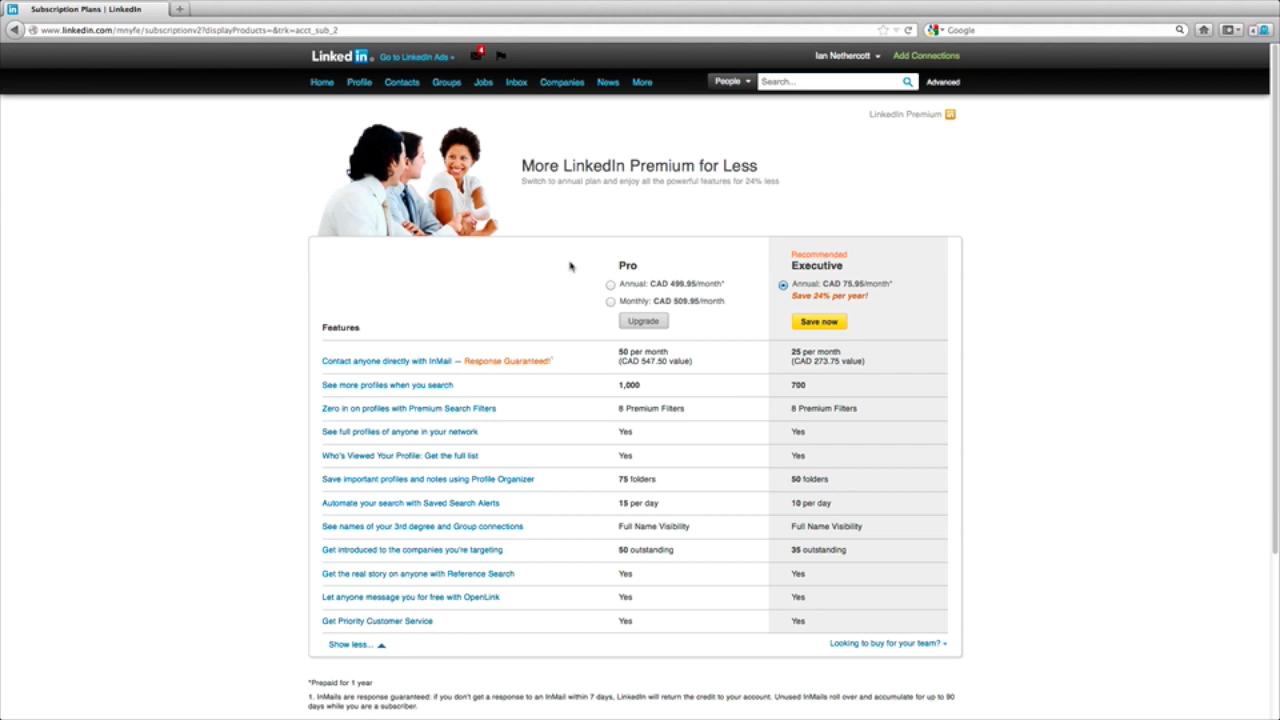 Subscription Plans | LinkedIn
www.linkedin.com/mnyfe/subscriptionv2?displayProducts=&trk=acct_sub_2
Google
4
Linked in. Go to LinkedIn Ads 4 Ian Nethercott Add Connections
Home Profile Contacts Groups Jobs Inbox Companies News More People Search... Advanced
LinkedIn Premium in
More LinkedIn Premium for Less
Switch to annual plan and enjoy all the powerful features for 24% less
Recommended
Pro Executive
Annual: CAD 499.95/month* Annual: CAD 75.95/month*
Save 24% per year!
Monthly: CAD 509.95/month
Upgrade Save now
Features
50 per month 25 per month
Contact anyone directly with InMail — Response Guaranteed!¹ (CAD 547.50 value) (CAD 273.75 value)
See more profiles when you search 1,000 700
Zero in on profiles with Premium Search Filters 8 Premium Filters 8 Premium Filters
See full profiles of anyone in your network Yes Yes
Who's Viewed Your Profile: Get the full list Yes Yes
Save important profiles and notes using Profile Organizer 75 folders 50 folders
Automate your search with Saved Search Alerts 15 per day 10 per day
See names of your 3rd degree and Group connections Full Name Visibility Full Name Visibility
Get introduced to the companies you're targeting 50 outstanding 35 outstanding
Get the real story on anyone with Reference Search Yes Yes
Let anyone message you for free with OpenLink Yes Yes
Get Priority Customer Service Yes Yes
Show less... Looking to buy for your team?
*Prepaid for 1 year
1. InMails are response guaranteed: if you don't get a response to an InMail within 7 days, LinkedIn will return the credit to your account. Unused InMails roll over and accumulate for up to 90
days while you are a subscriber.